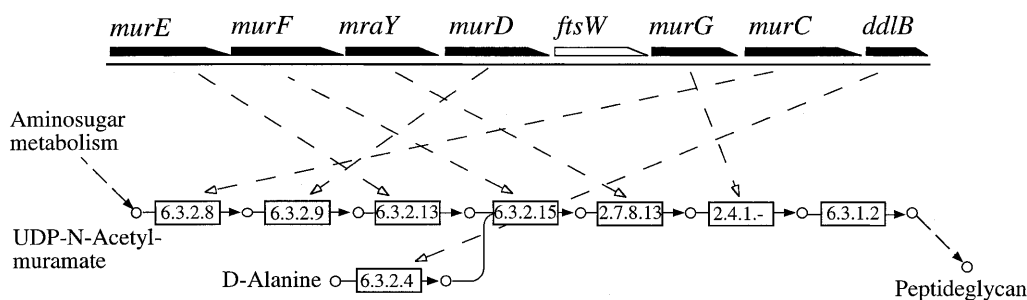 murE murF mraY murD ftsW murG murC ddlB
Aminosugar
metabolism
6.3.2.8 6.3.2.9 6.3.2.13 6.3.2.15 2.7.8.13 2.4.1.- 6.3.1.2
UDP-N-Acetyl-
muramate
D-Alanine 6.3.2.4
Peptideglycan